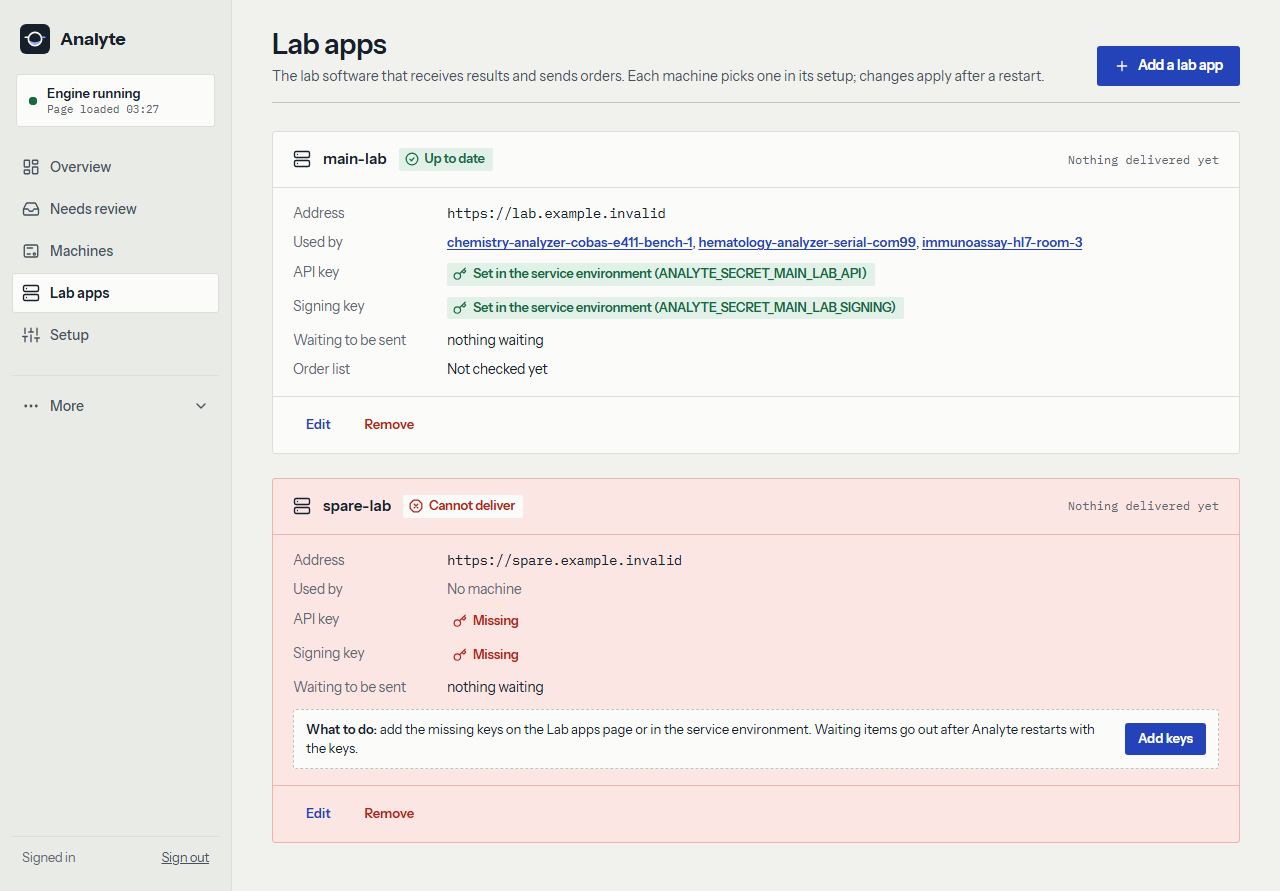 Analyte
Engine running
Page loaded 03:27
Overview
Needs review
Machines
Lab apps
Setup
More
Signed in
Sign out
Lab apps
The lab software that receives results and sends orders. Each machine picks one in its setup; changes apply after a restart.
Add a lab app
main-lab
Up to date
Nothing delivered yet
Address
https://lab.example.invalid
Used by
chemistry-analyzer-cobas-e411-bench-1, hematology-analyzer-serial-com99, immunoassay-hl7-room-3
API key
Set in the service environment (ANALYTE_SECRET_MAIN_LAB_API)
Signing key
Set in the service environment (ANALYTE_SECRET_MAIN_LAB_SIGNING)
Waiting to be sent
nothing waiting
Order list
Not checked yet
Edit
Remove
spare-lab
Cannot deliver
Nothing delivered yet
Address
https://spare.example.invalid
Used by
No machine
API key
Missing
Signing key
Missing
Waiting to be sent
nothing waiting
What to do: add the missing keys on the Lab apps page or in the service environment. Waiting items go out after Analyte restarts with
the keys.
Add keys
Edit
Remove